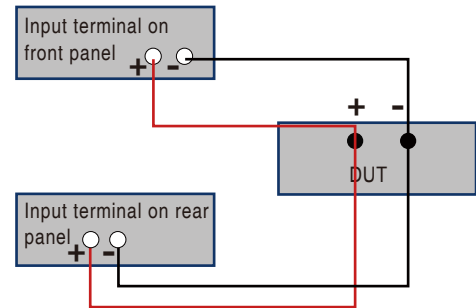 Input terminal on
front panel
+ -
+ -
DUT
Input terminal on rear
panel
+ -